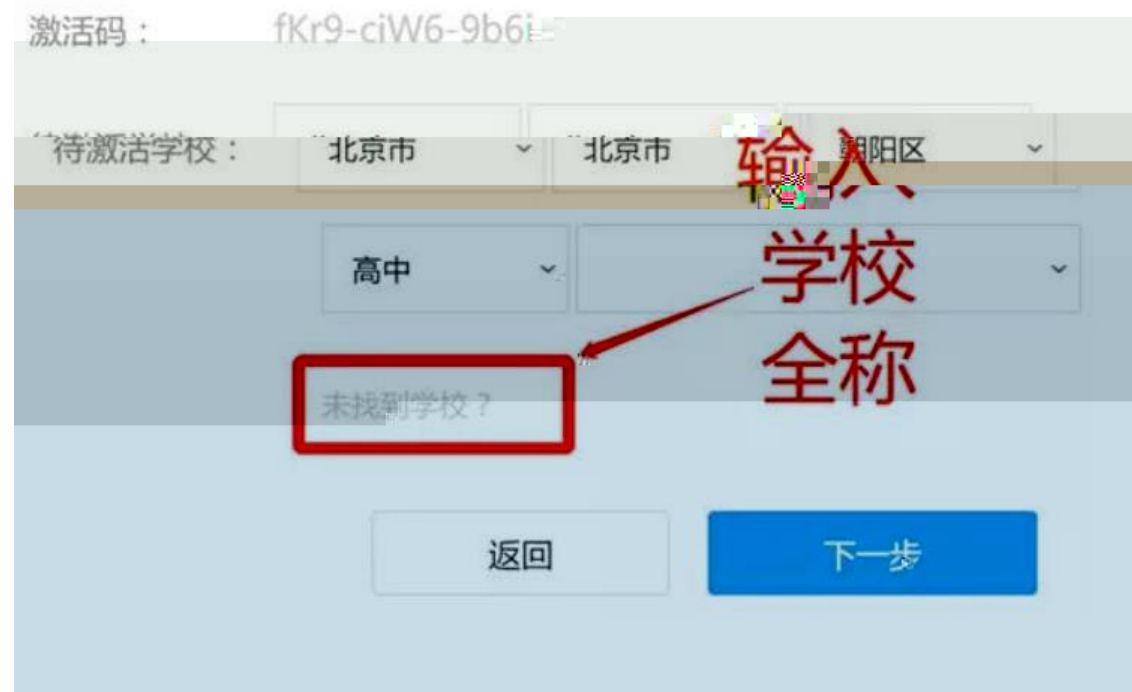 激活码：	fKr9-ciW6-9b6i
待激活学校：	北京市	北京市	朝阳区
输入
高中
学校
全称
未找到学校？
返回	下一步